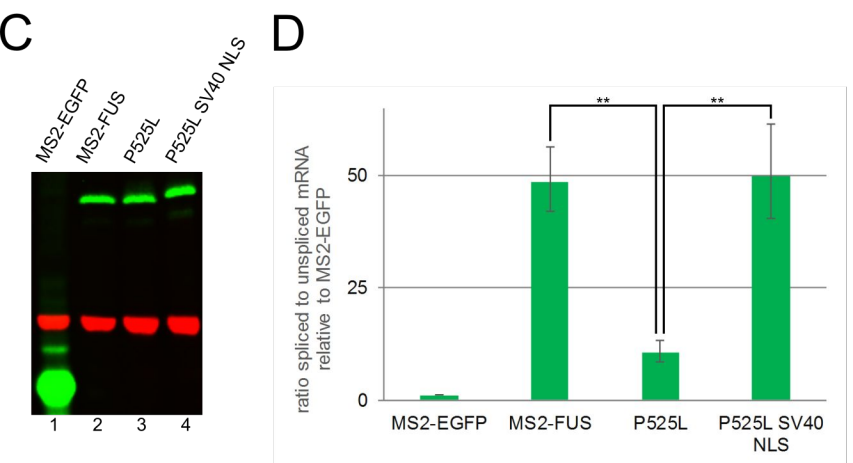 C
MS2-EGFP
MS2-FUS
P525L
P525L SV40 NLS
1 2 3 4
D
ratio spliced to unspliced mRNA
relative to MS2-EGFP
** **
50
25
0
MS2-EGFP MS2-FUS P525L P525L SV40
NLS